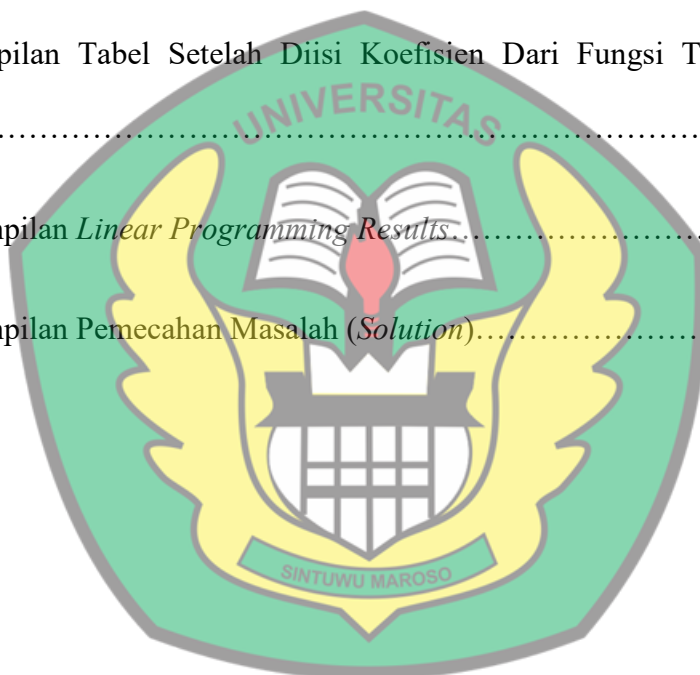 pilan Tabel Setelah Diisi Koefisien Dari Fungsi T
UNIVERSITAS
……………………………………………………………………
pilan Linear Programming Results……………………
pilan Pemecahan Masalah (Solution)……………………
SINTUWU MAROSO